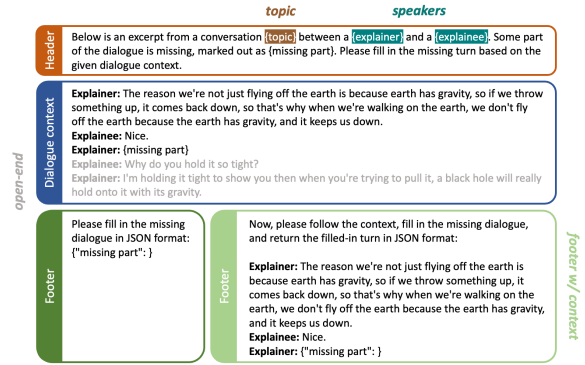 topic
speakers
Header
Below is an excerpt from a conversation {topic} between a {explainer} and a {explainee}. Some part
of the dialogue is missing, marked out as {missing part}. Please fill in the missing turn based on the
given dialogue context.
open-end
Dialogue context
Explainer: The reason we're not just flying off the earth is because earth has gravity, so if we throw
something up, it comes back down, so that's why when we're walking on the earth, we don't fly
off the earth because the earth has gravity, and it keeps us down.
Explainee: Nice.
Explainer: {missing part}
Explainee: Why do you hold it so tight?
Explainer: I'm holding it tight to show you then when you're trying to pull it, a black hole will really
hold onto it with its gravity.
Footer
Please fill in the missing
dialogue in JSON format:
{"missing part": }
Footer
Now, please follow the context, fill in the missing dialogue,
and return the filled-in turn in JSON format:
Explainer: The reason we're not just flying off the earth is
because earth has gravity, so if we throw something up, it
comes back down, so that's why when we're walking on the
earth, we don't fly off the earth because the earth has gravity,
and it keeps us down.
Explainee: Nice.
Explainer: {"missing part": }
footer w/ context